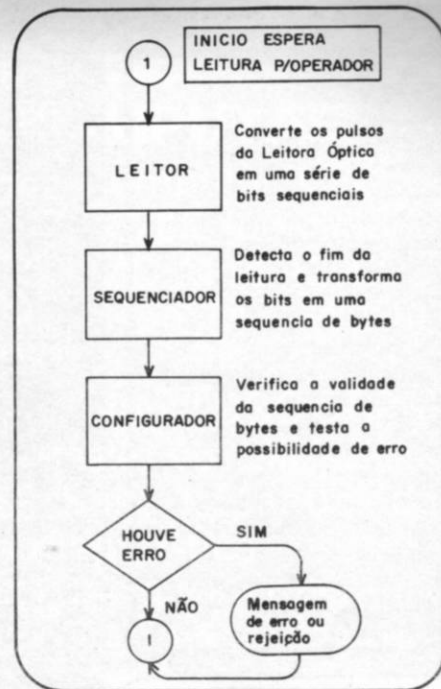 1
INICIO ESPERA
LEITURA P/OPERADOR
LEITOR
Converte os pulsos
da Leitora Óptica
em uma série de
bits sequenciais
SEQUENCIADOR
Detecta o fim da
leitura e transforma
os bits em uma
sequencia de bytes
CONFIGURADOR
Verifica a validade
da sequencia de
bytes e testa a
possibilidade de erro
HOUVE
ERRO
SIM
NÃO
Mensagem
de erro ou
rejeição
1